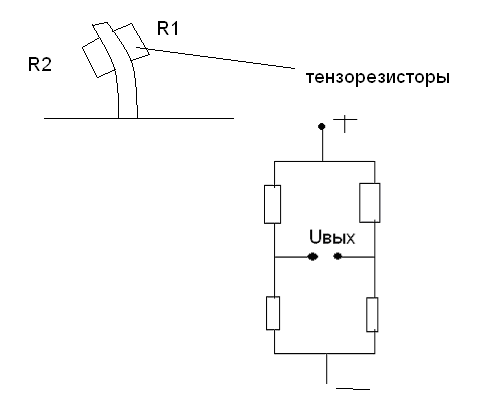 R1
R2
тензорезисторы
+
Uвых
—